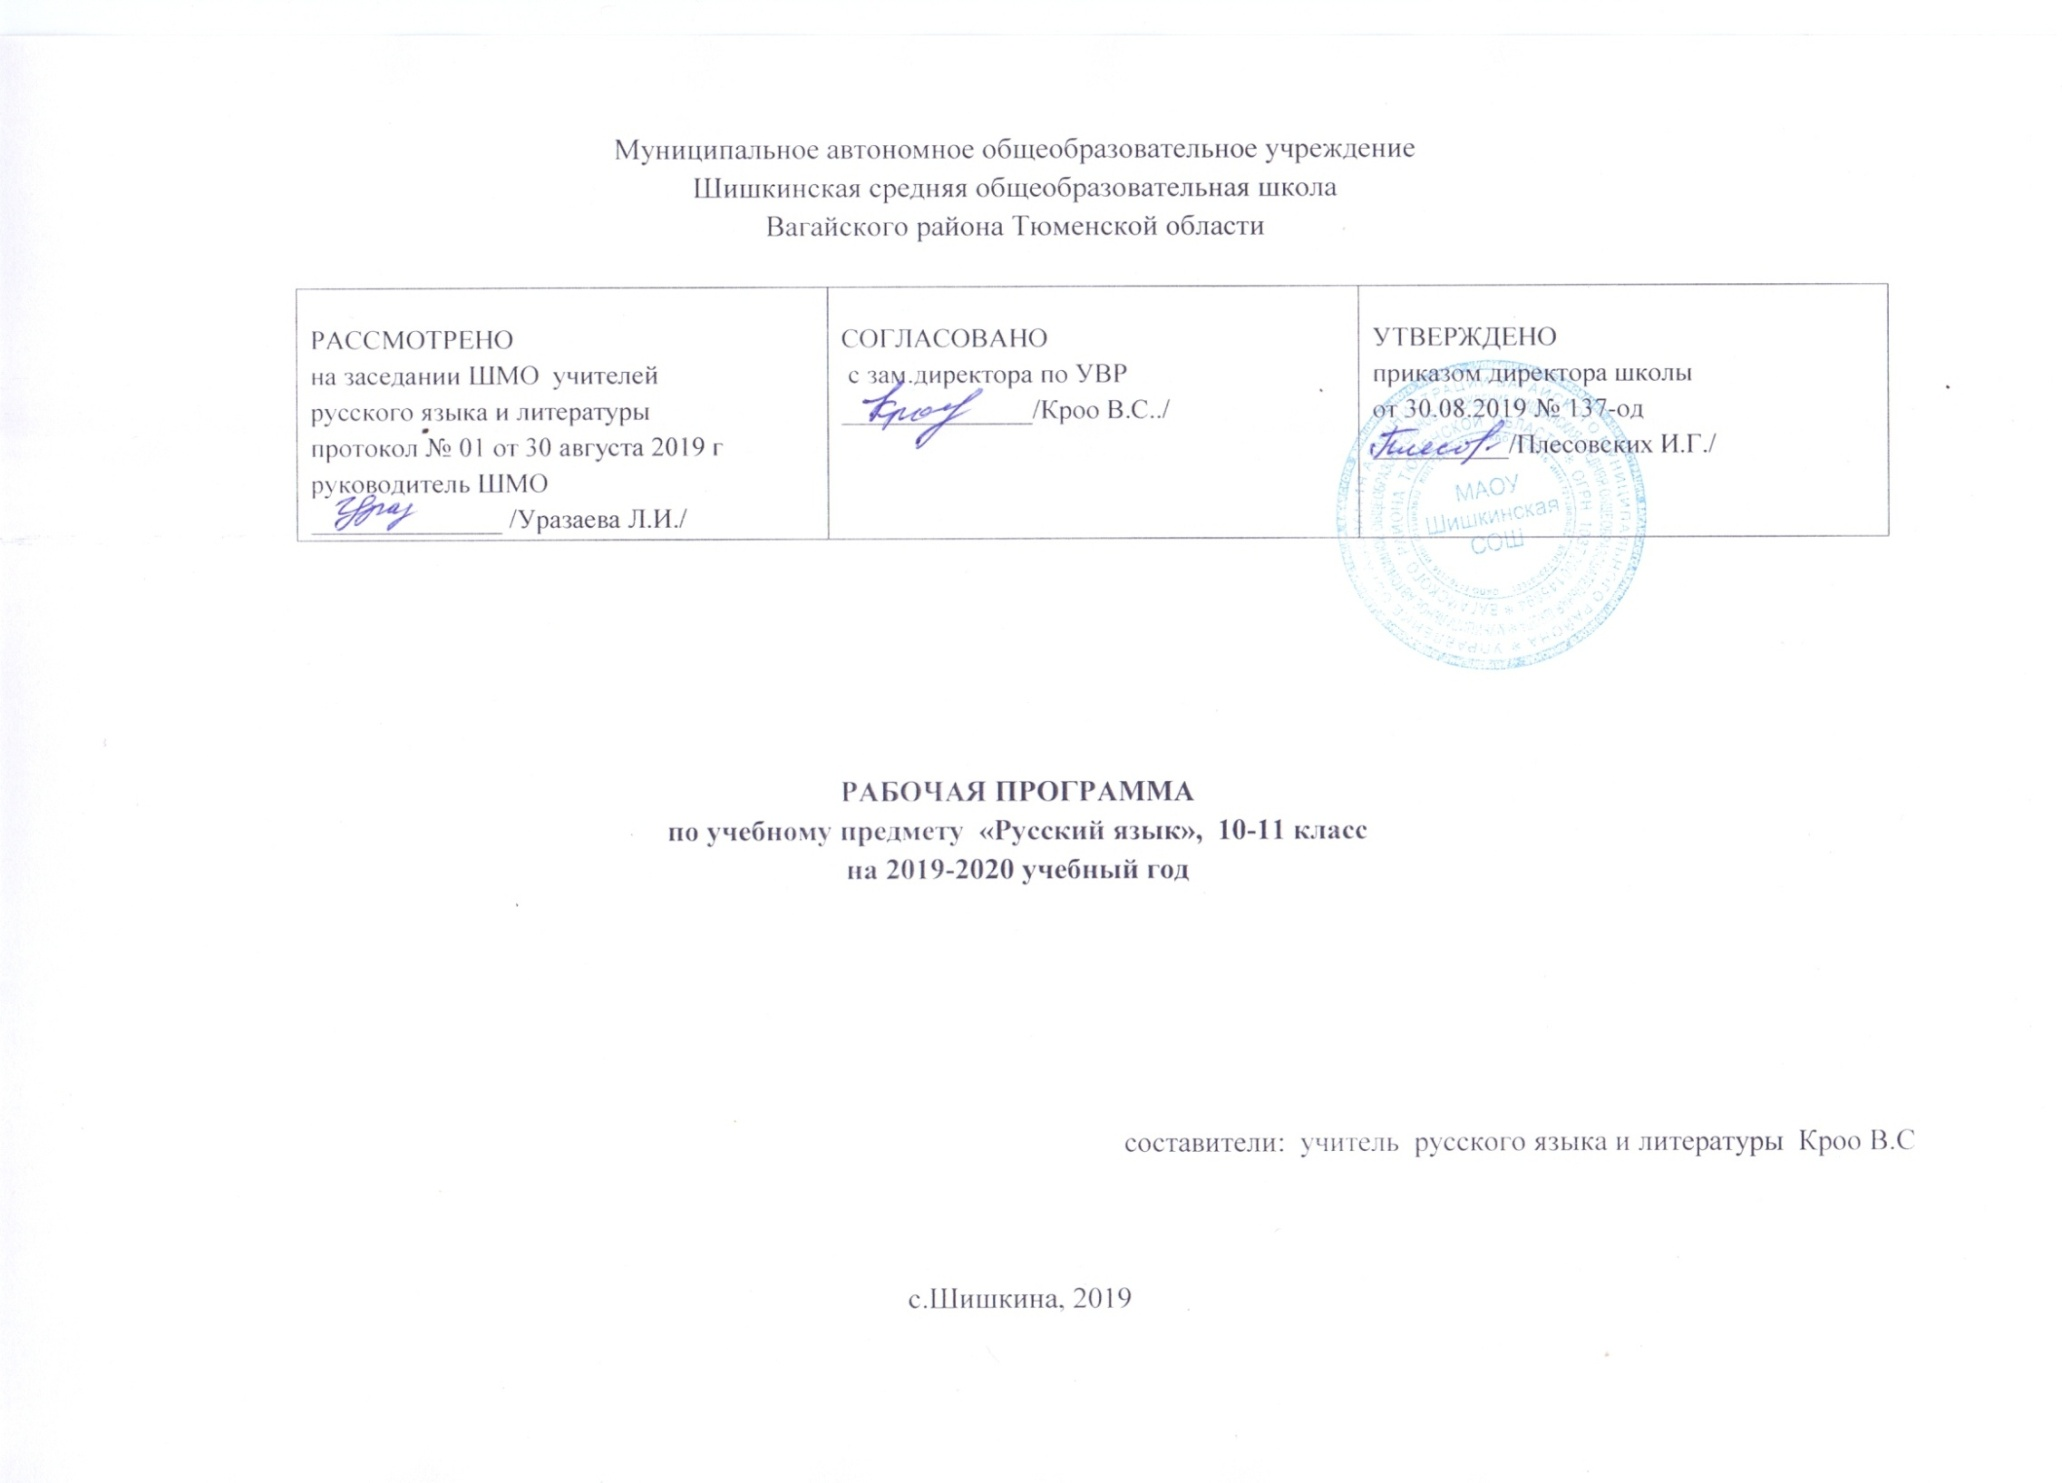 Муниципальное автономное общеобразовательное учреждение
Шишкинская средняя общеобразовательная школа
Вагайского района Тюменской области
РАССМОТРЕНО
на заседании ШМО учителей
русского языка и литературы
протокол № 01 от 30 августа 2019 г
руководитель ШМО
_______________ /Уразаева Л.И./
СОГЛАСОВАНО
с зам.директора по УВР
_______________/Кроо В.С../
УТВЕРЖДЕНО
приказом директора школы
от 30.08.2019 № 137-од
___________/Плесовских И.Г./
МАОУ
Шишкинская
СОШ
РАБОЧАЯ ПРОГРАММА
по учебному предмету «Русский язык», 10-11 класс
на 2019-2020 учебный год
составители: учитель русского языка и литературы Кроо В.С
с.Шишкина, 2019